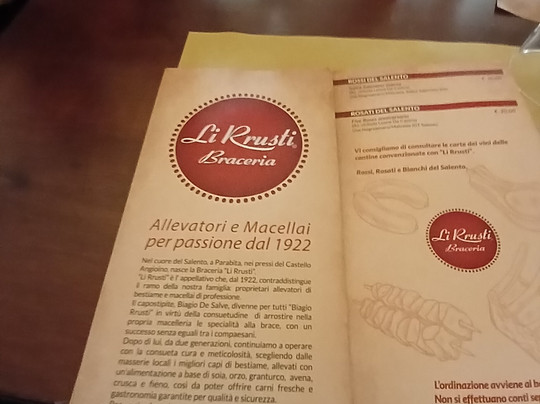 Li Rrusti
Braceria
Allevatori e Macellai
per passione dal 1922
Nel cuore del Salento, a Parabita, nei pressi del Castello
Angioino, nasce la Braceria "Li Rrusti".
"Li Rrusti" è l' appellativo che, dal 1922, contraddistingue
il ramo della nostra famiglia: proprietari allevatori di
bestiame e macellai di professione.
Il capostipite, Biagio De Salve, divenne per tutti "Biagio
Rrusti" in virtù della consuetudine di arrostire nella
propria macelleria le specialità alla brace, con un
successo senza eguali tra i compaesani.
Dopo di lui, da due generazioni, continuiamo a operare
con la consueta cura e meticolosità, scegliendo dalle
masserie locali i migliori capi di bestiame, allevati con
un'alimentazione a base di soia, orzo, granturco, avena,
crusca e fieno, così da poter offrire carni fresche e
gastronomia garantite per qualità e sicurezza.
ROSSI DEL SALENTO
ROSATI DEL SALENTO
Vi consigliamo di consultare le carte dei vini delle
cantine convenzionate con "Li Rrusti".
Rossi, Rosati e Bianchi del Salento.
Li Rrusti
Braceria
L'ordinazione avviene al b
Non si effettuano conti se